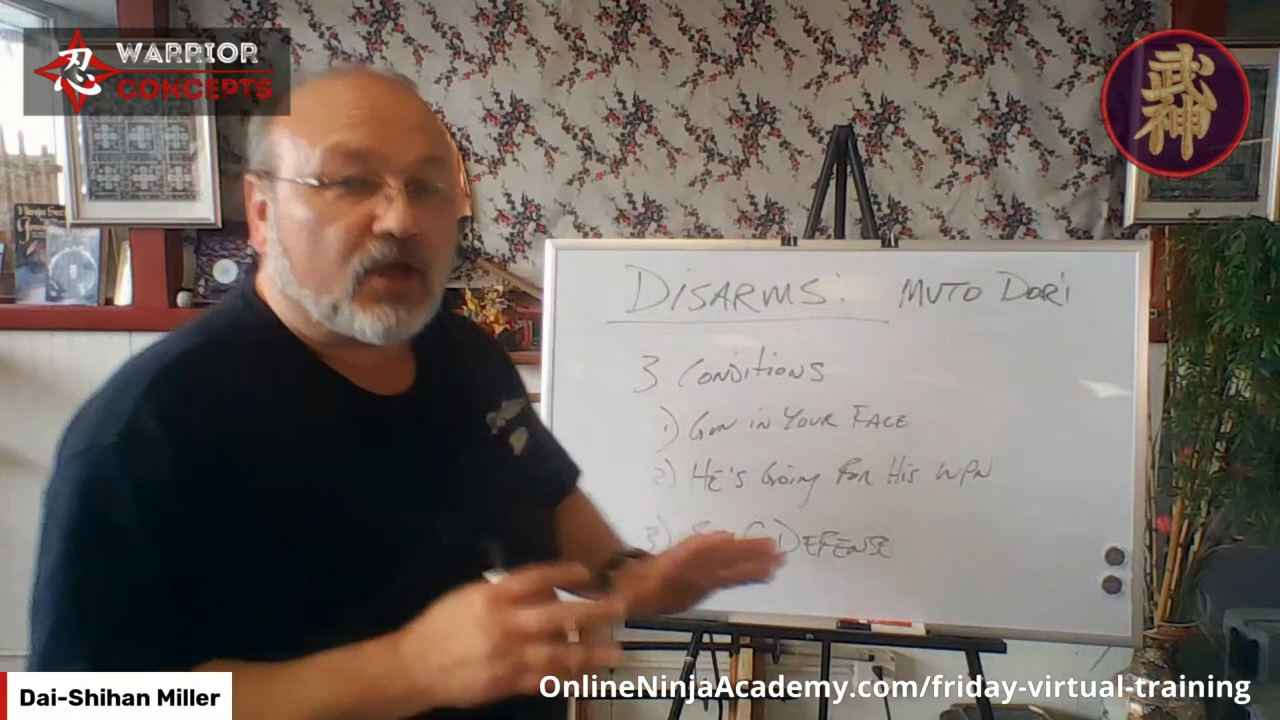 忍
WARRIOR
CONCEPTS
武神
DISARMS: MUTO DORI
3 CONDITIONS
1) GUN IN YOUR FACE
2) HE'S GOING FOR HIS WPN
3) DEFENSE
Dai-Shihan Miller
OnlineNinjaAcademy.com/friday-virtual-training